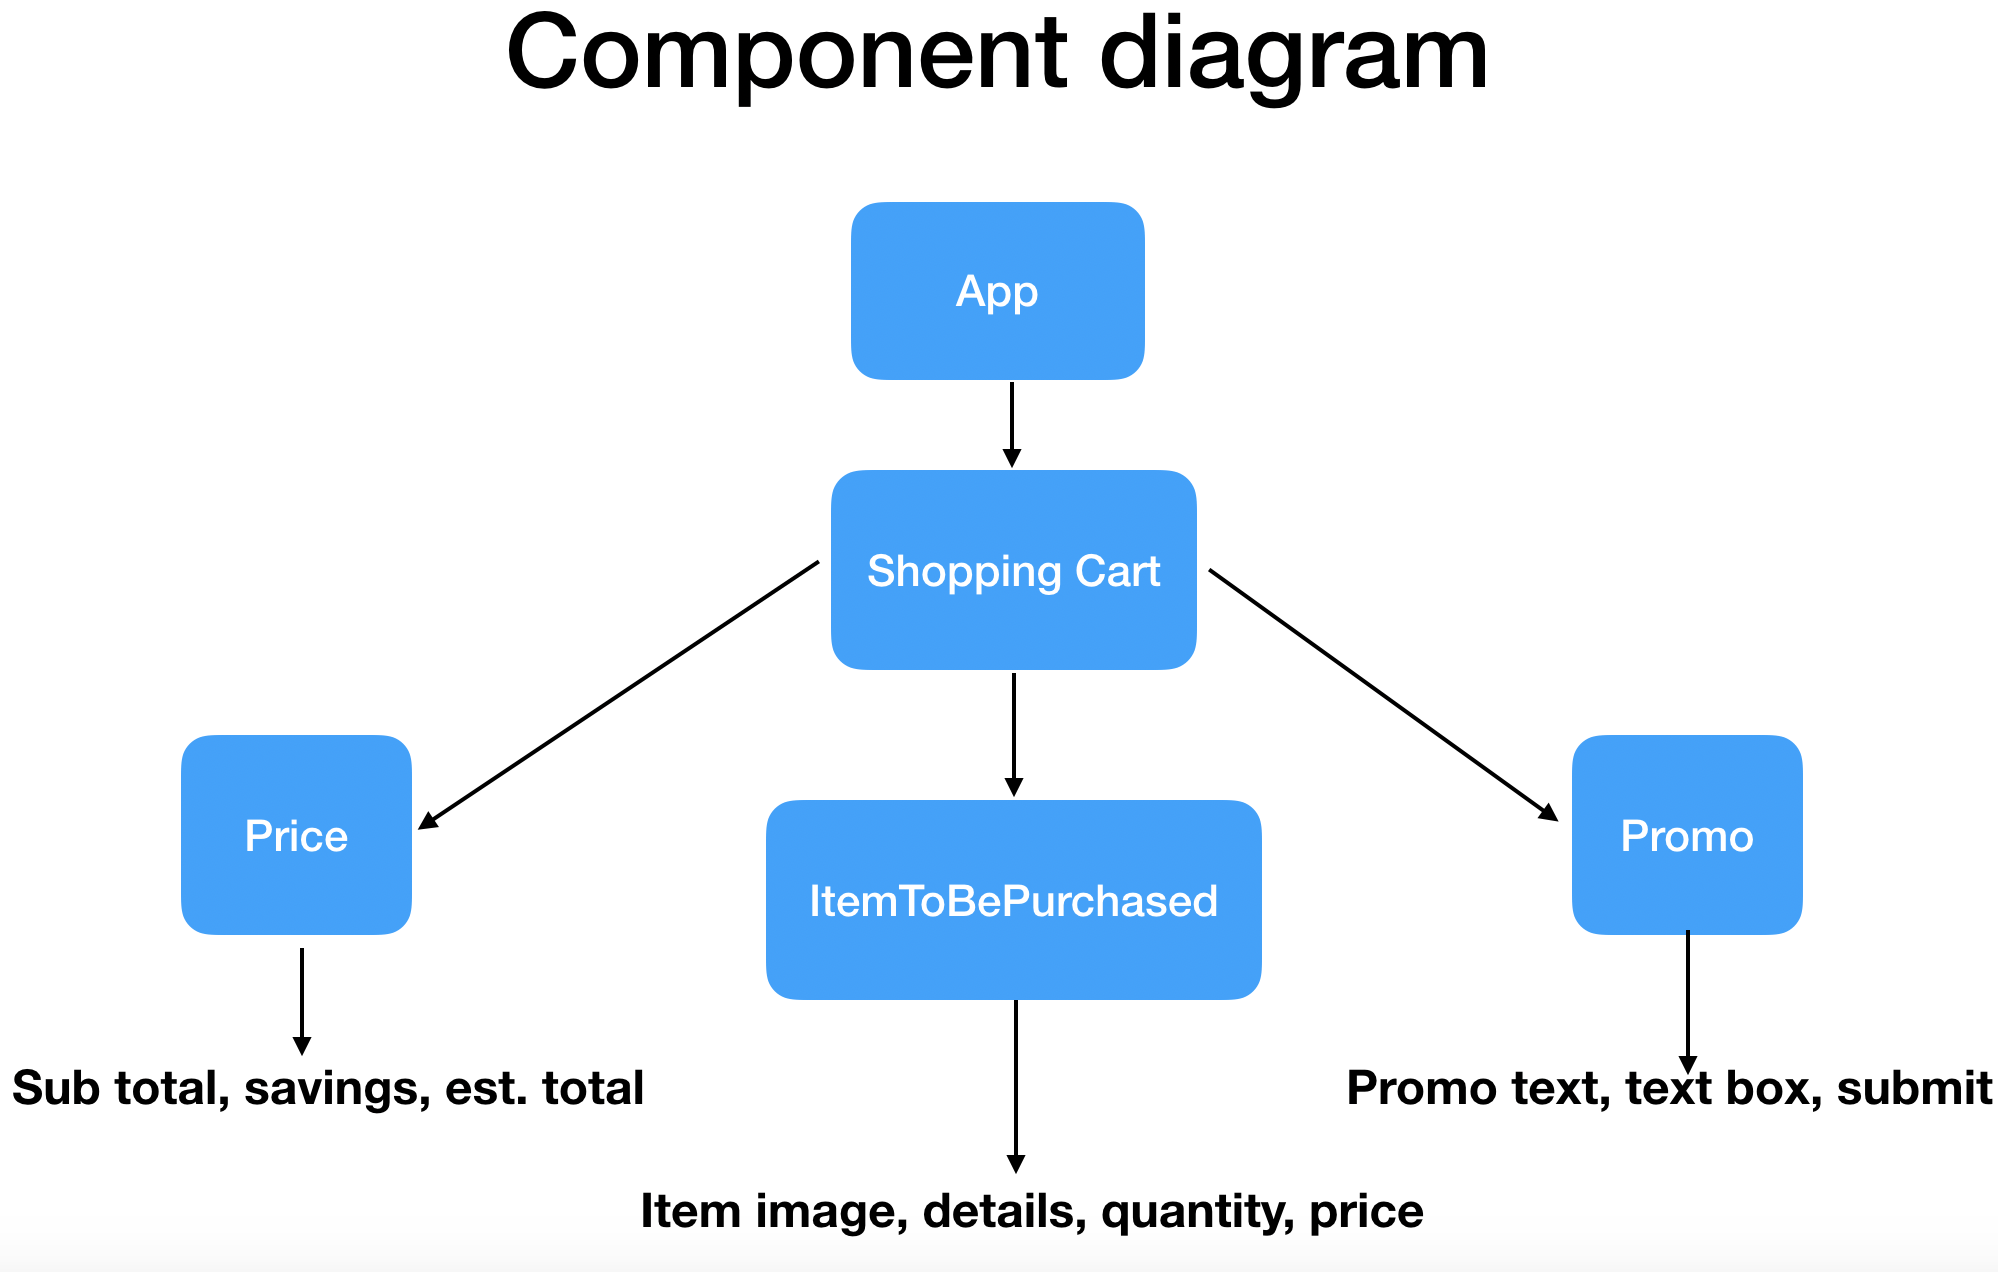 Component diagram
App
Shopping Cart
Price
ItemToBePurchased
Promo
Sub total, savings, est. total
Promo text, text box, submit
Item image, details, quantity, price